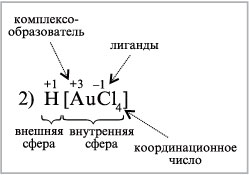 комплексо-
образователь
лиганды
+1 +3 –1
2) H[AuCl₄]
внешняя внутренняя
сфера сфера
координационное
число